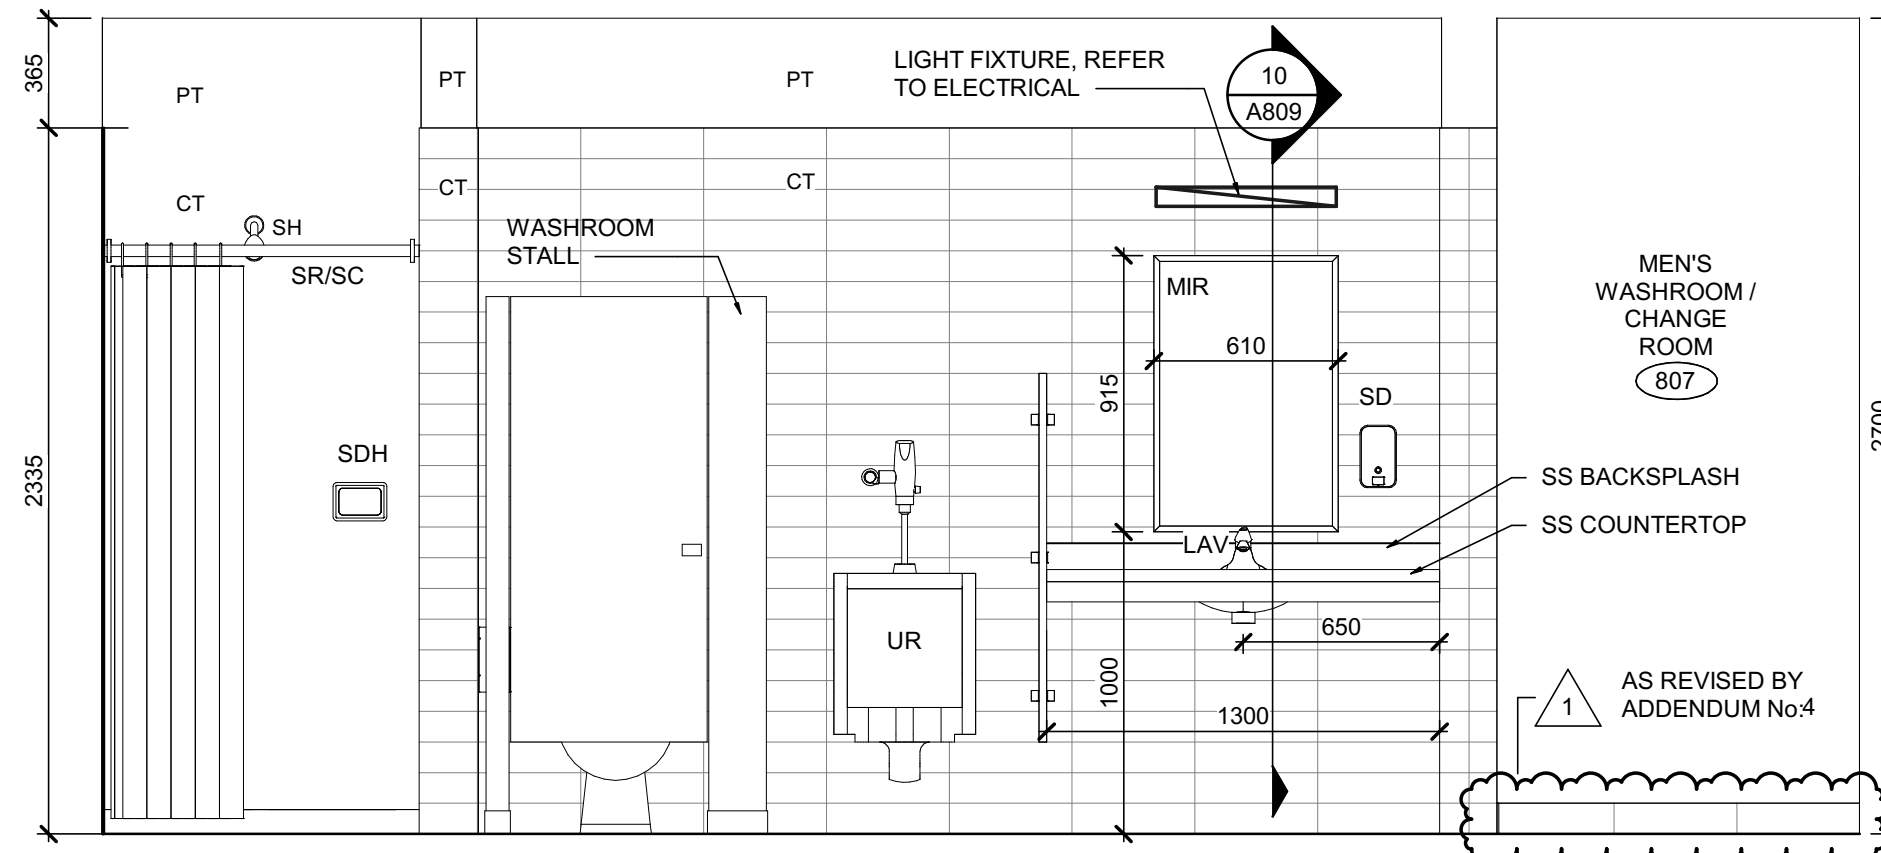 365
PT
PT
PT
LIGHT FIXTURE, REFER
TO ELECTRICAL
10
A809
CT
CT
CT
SH
SR/SC
WASHROOM
STALL
MIR
610
915
SD
MEN'S
WASHROOM /
CHANGE
ROOM
807
2700
2335
SDH
SS BACKSPLASH
SS COUNTERTOP
LAV
UR
650
1000
1300
1
AS REVISED BY
ADDENDUM No:4